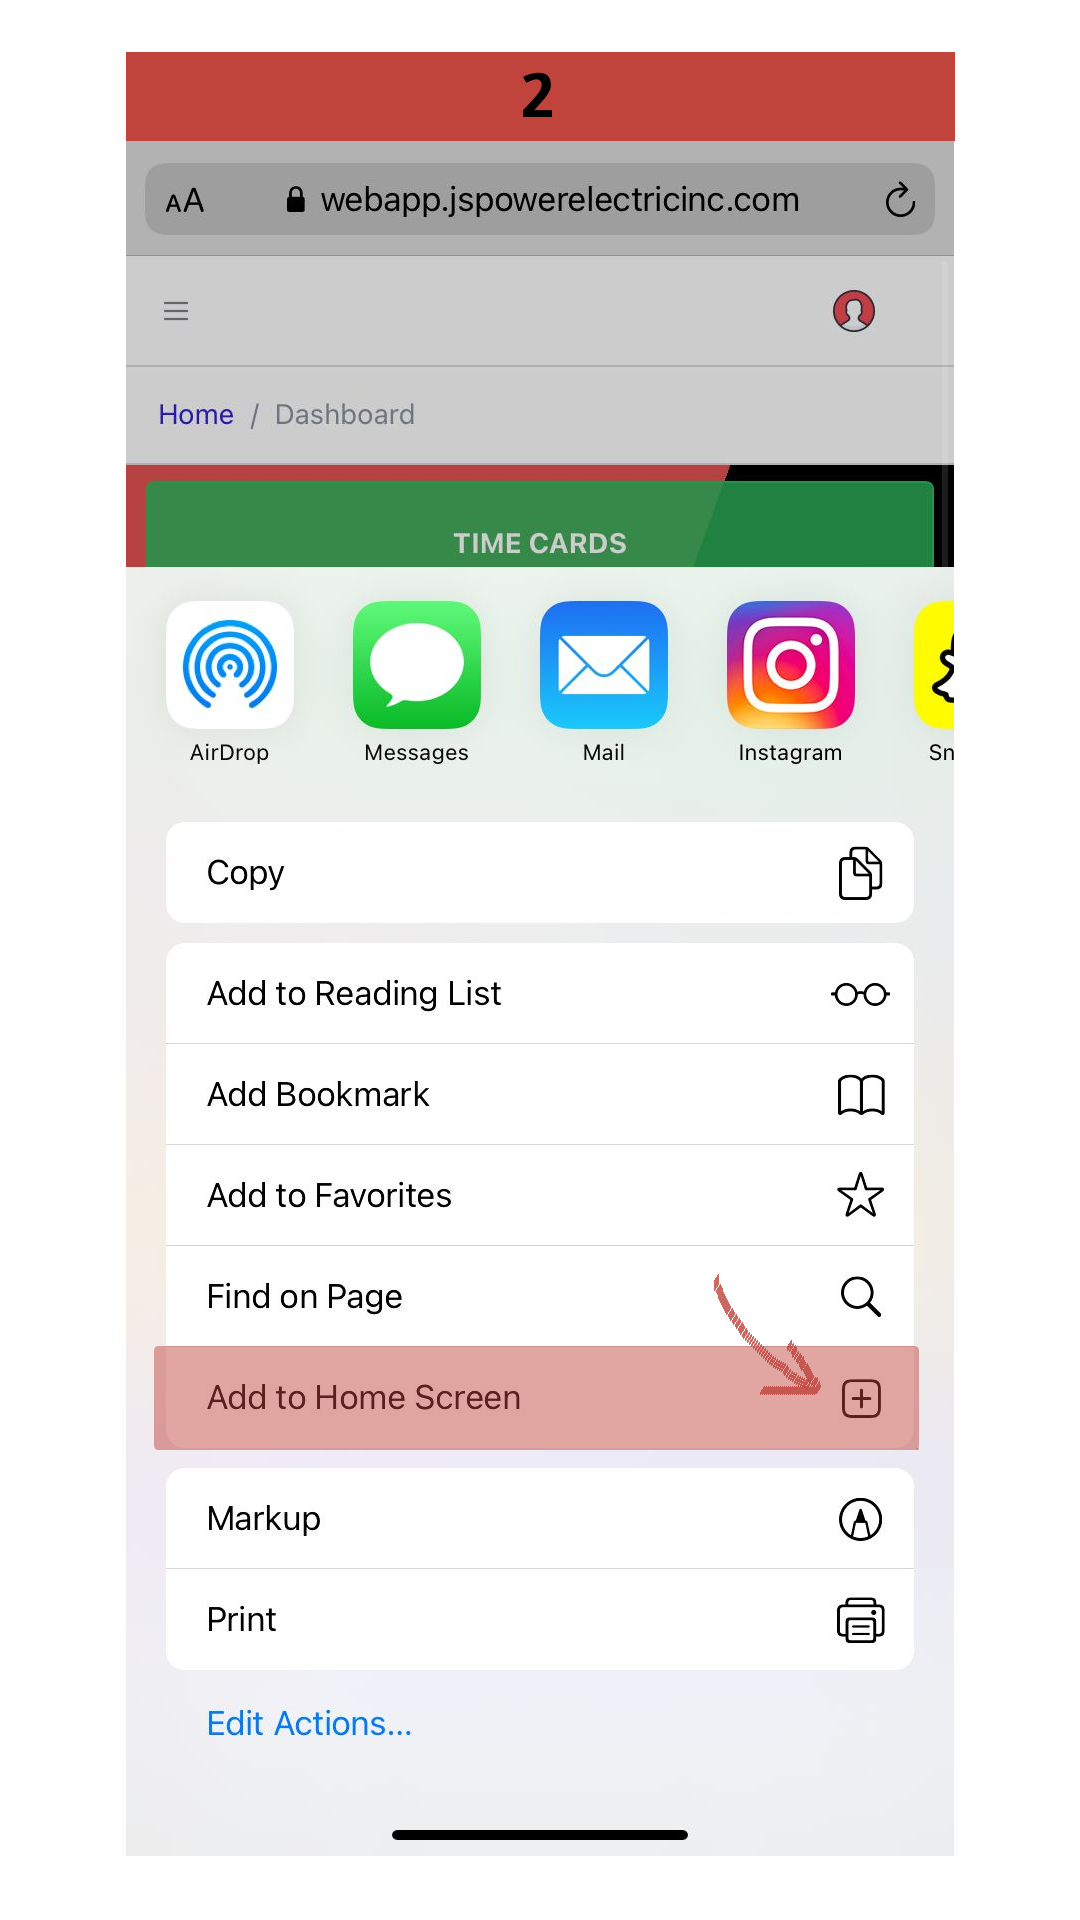 2
AA webapp.jspowerelectricinc.com
Home / Dashboard
TIME CARDS
AirDrop Messages Mail Instagram Sn
Copy
Add to Reading List
Add Bookmark
Add to Favorites
Find on Page
Add to Home Screen
Markup
Print
Edit Actions...